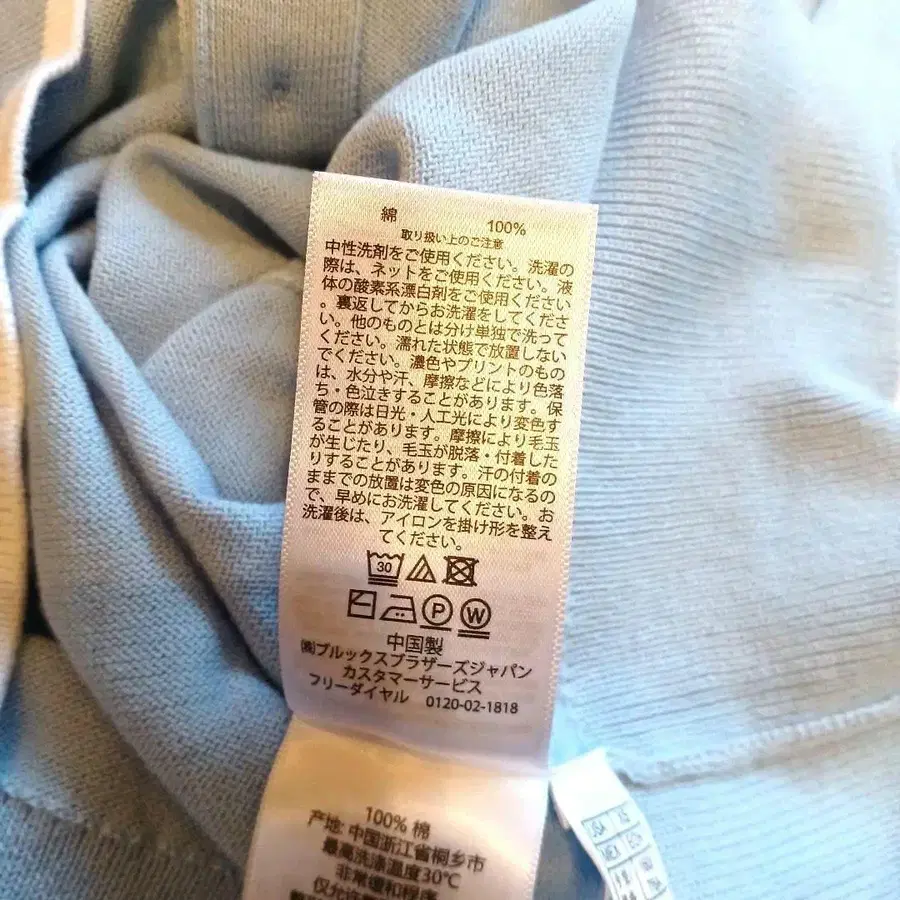 綿 100%
取り扱い上のご注意
中性洗剤をご使用ください。洗濯の
際は、ネットをご使用ください。液
体の酸素系漂白剤をご使用ください
。裏返してからお洗濯をしてくださ
い。他のものとは分け単独で洗って
ください。濡れた状態で放置しない
でください。濃色やプリントのもの
は、水分や汗、摩擦などにより色落
ち・色泣きすることがあります。保
管の際は日光・人工光により変色す
ることがあります。摩擦により毛玉
が生じたり、毛玉が脱落・付着した
りすることがあります。汗の付着の
ままでの放置は変色の原因になるの
で、早めにお洗濯してください。お
洗濯後は、アイロンを掛け形を整え
てください。
30
P W
中国製
㈱ブルックスブラザーズジャパン
カスタマーサービス
フリーダイヤル 0120-02-1818
100% 棉
产地: 中国浙江省桐乡市
最高洗涤温度30℃
非常缓和程序
USA XS
MEX